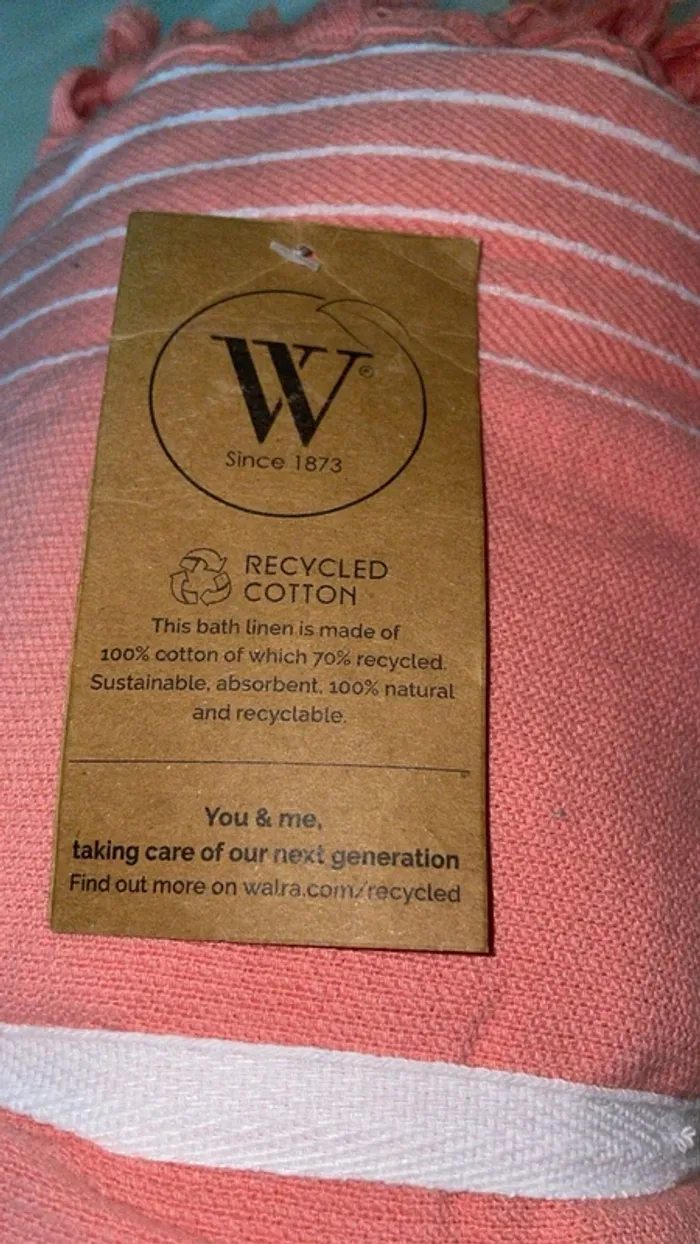 W®
Since 1873
RECYCLED
COTTON
This bath linen is made of
100% cotton of which 70% recycled.
Sustainable, absorbent, 100% natural
and recyclable.
You & me,
taking care of our next generation
Find out more on walra.com/recycled